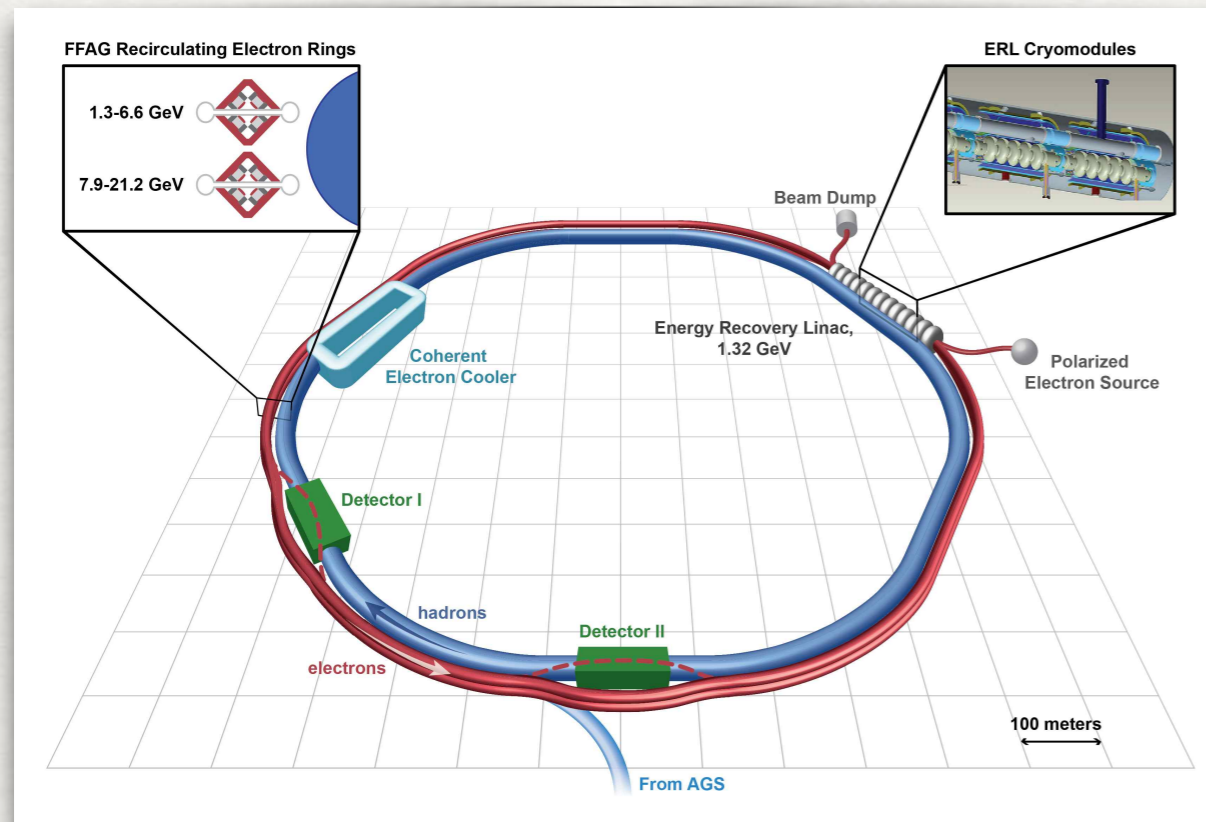 FFAG Recirculating Electron Rings
1.3-6.6 GeV
7.9-21.2 GeV
ERL Cryomodules
Beam Dump
Energy Recovery Linac,
1.32 GeV
Polarized
Electron Source
Coherent
Electron Cooler
Detector I
hadrons
Detector II
electrons
100 meters
From AGS